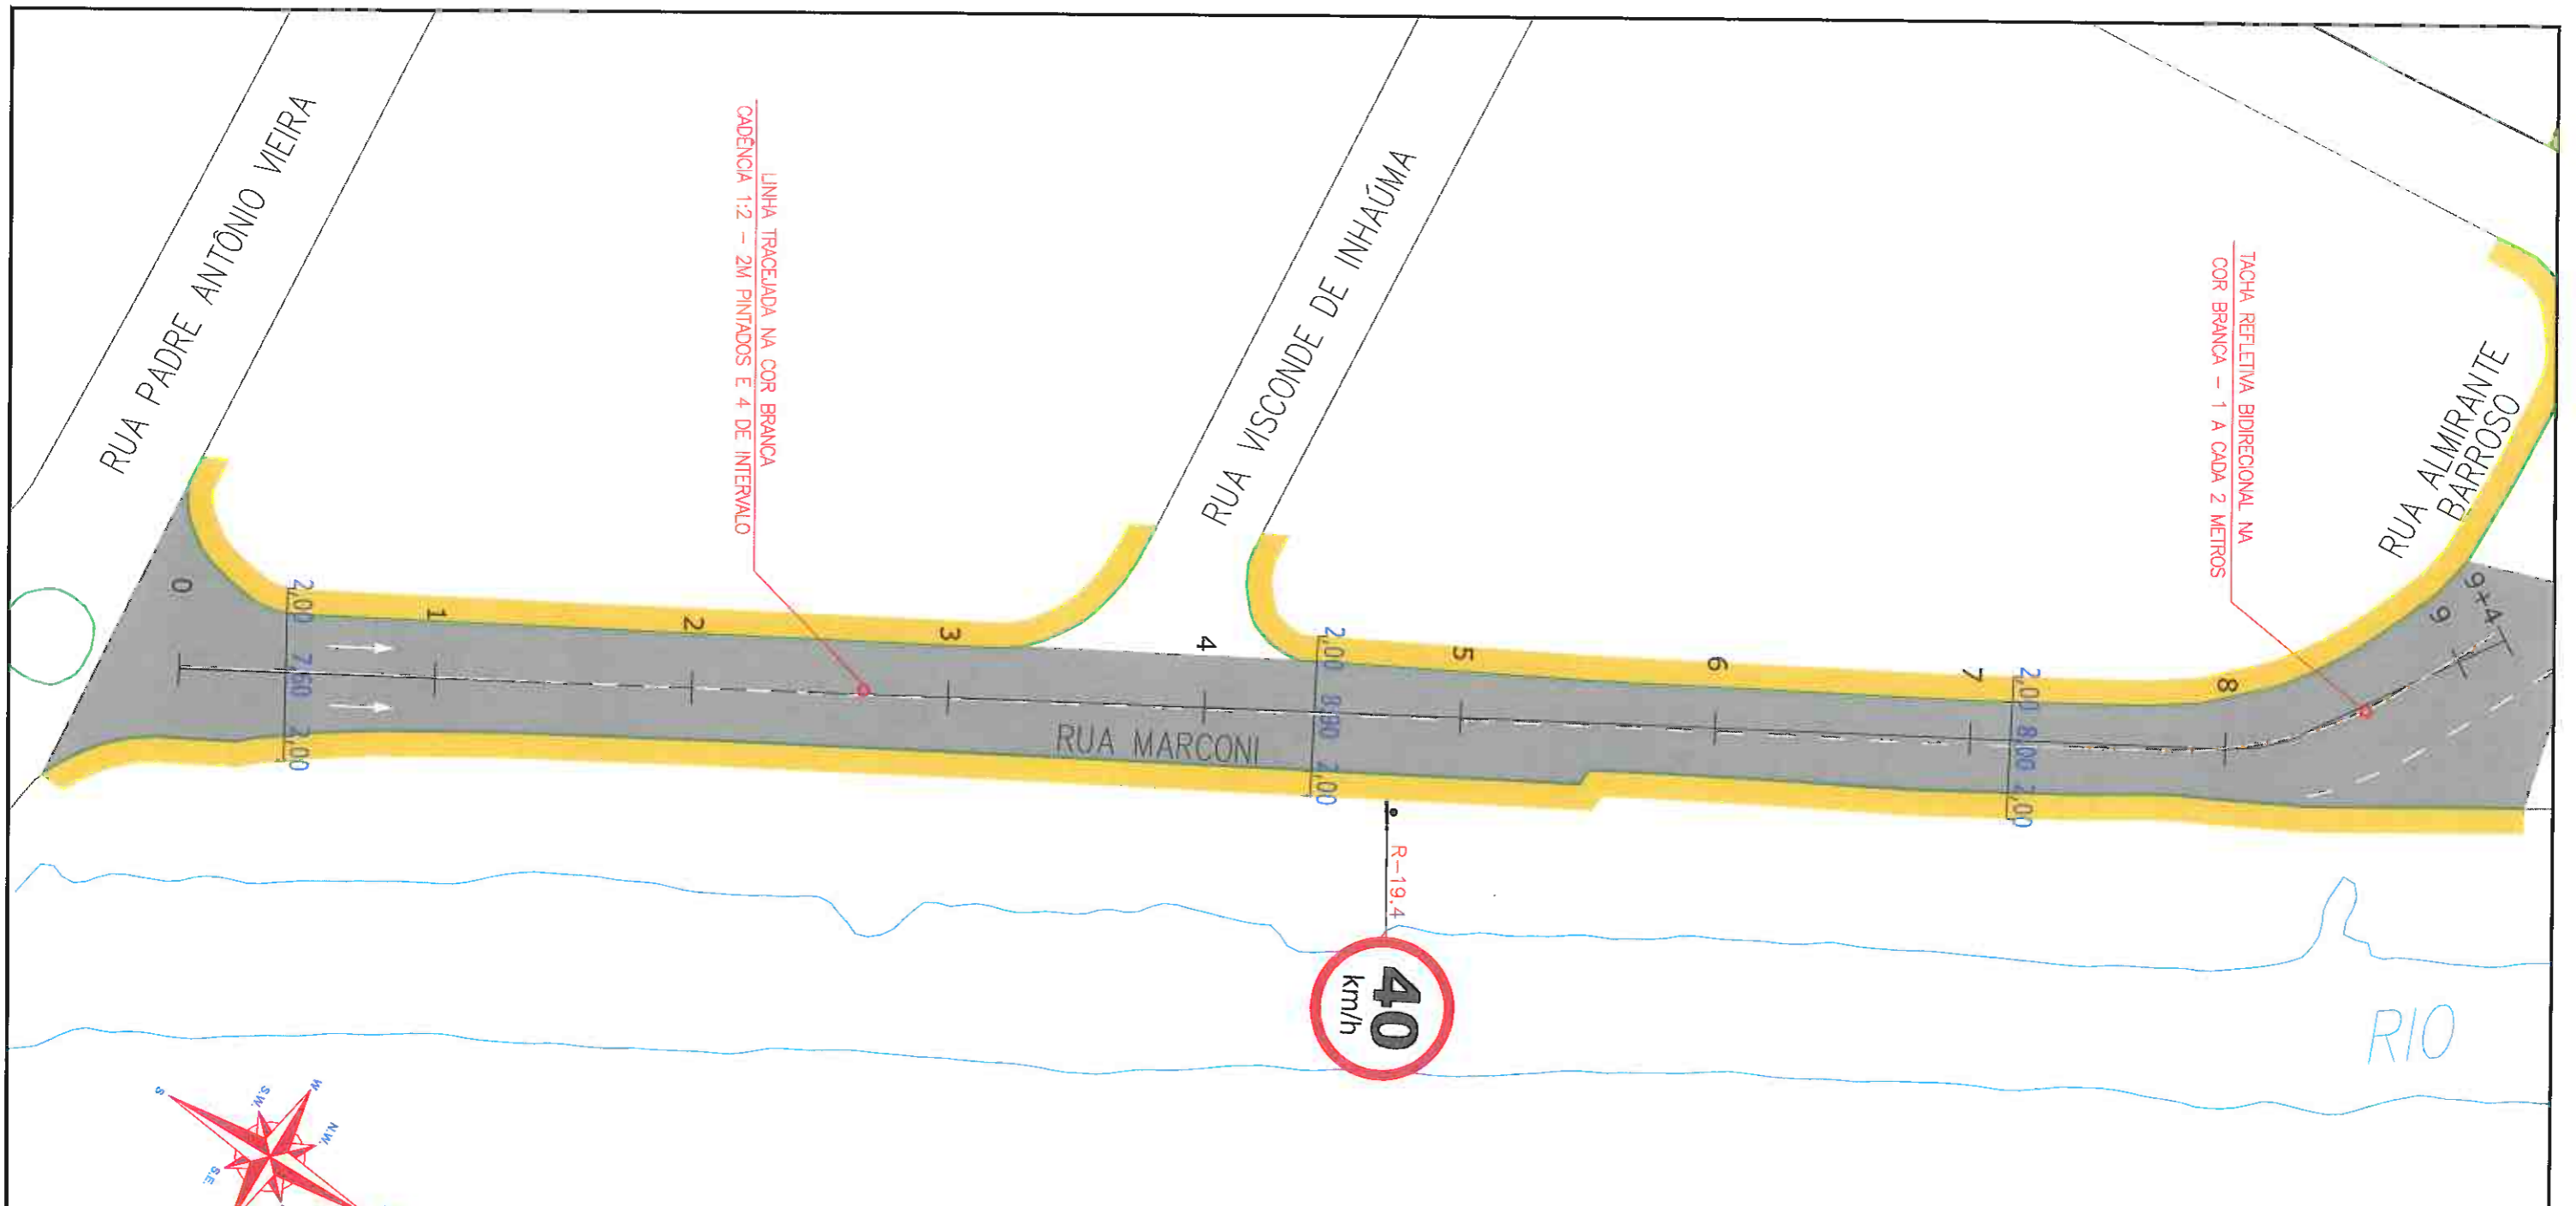 RUA PADRE ANTÔNIO VIEIRA
LINHA TRACEJADA NA COR BRANCA
CADÊNCIA 1:2 - 2M PINTADOS E 4 DE INTERVALO
RUA VISCONDE DE INHAÚMA
TACHA REFLETIVA BIDIRECIONAL NA
COR BRANCA - 1 A CADA 2 METROS
RUA ALMIRANTE
BARROSO
0
1
2
3
4
5
6
7
8
9
9+4
2,00
7,60
2,00
2,00
8,80
2,00
2,00
8,00
2,00
RUA MARCONI
R-19.4
40
km/h
RIO
S
S.W.
W
N.W.
S.E.